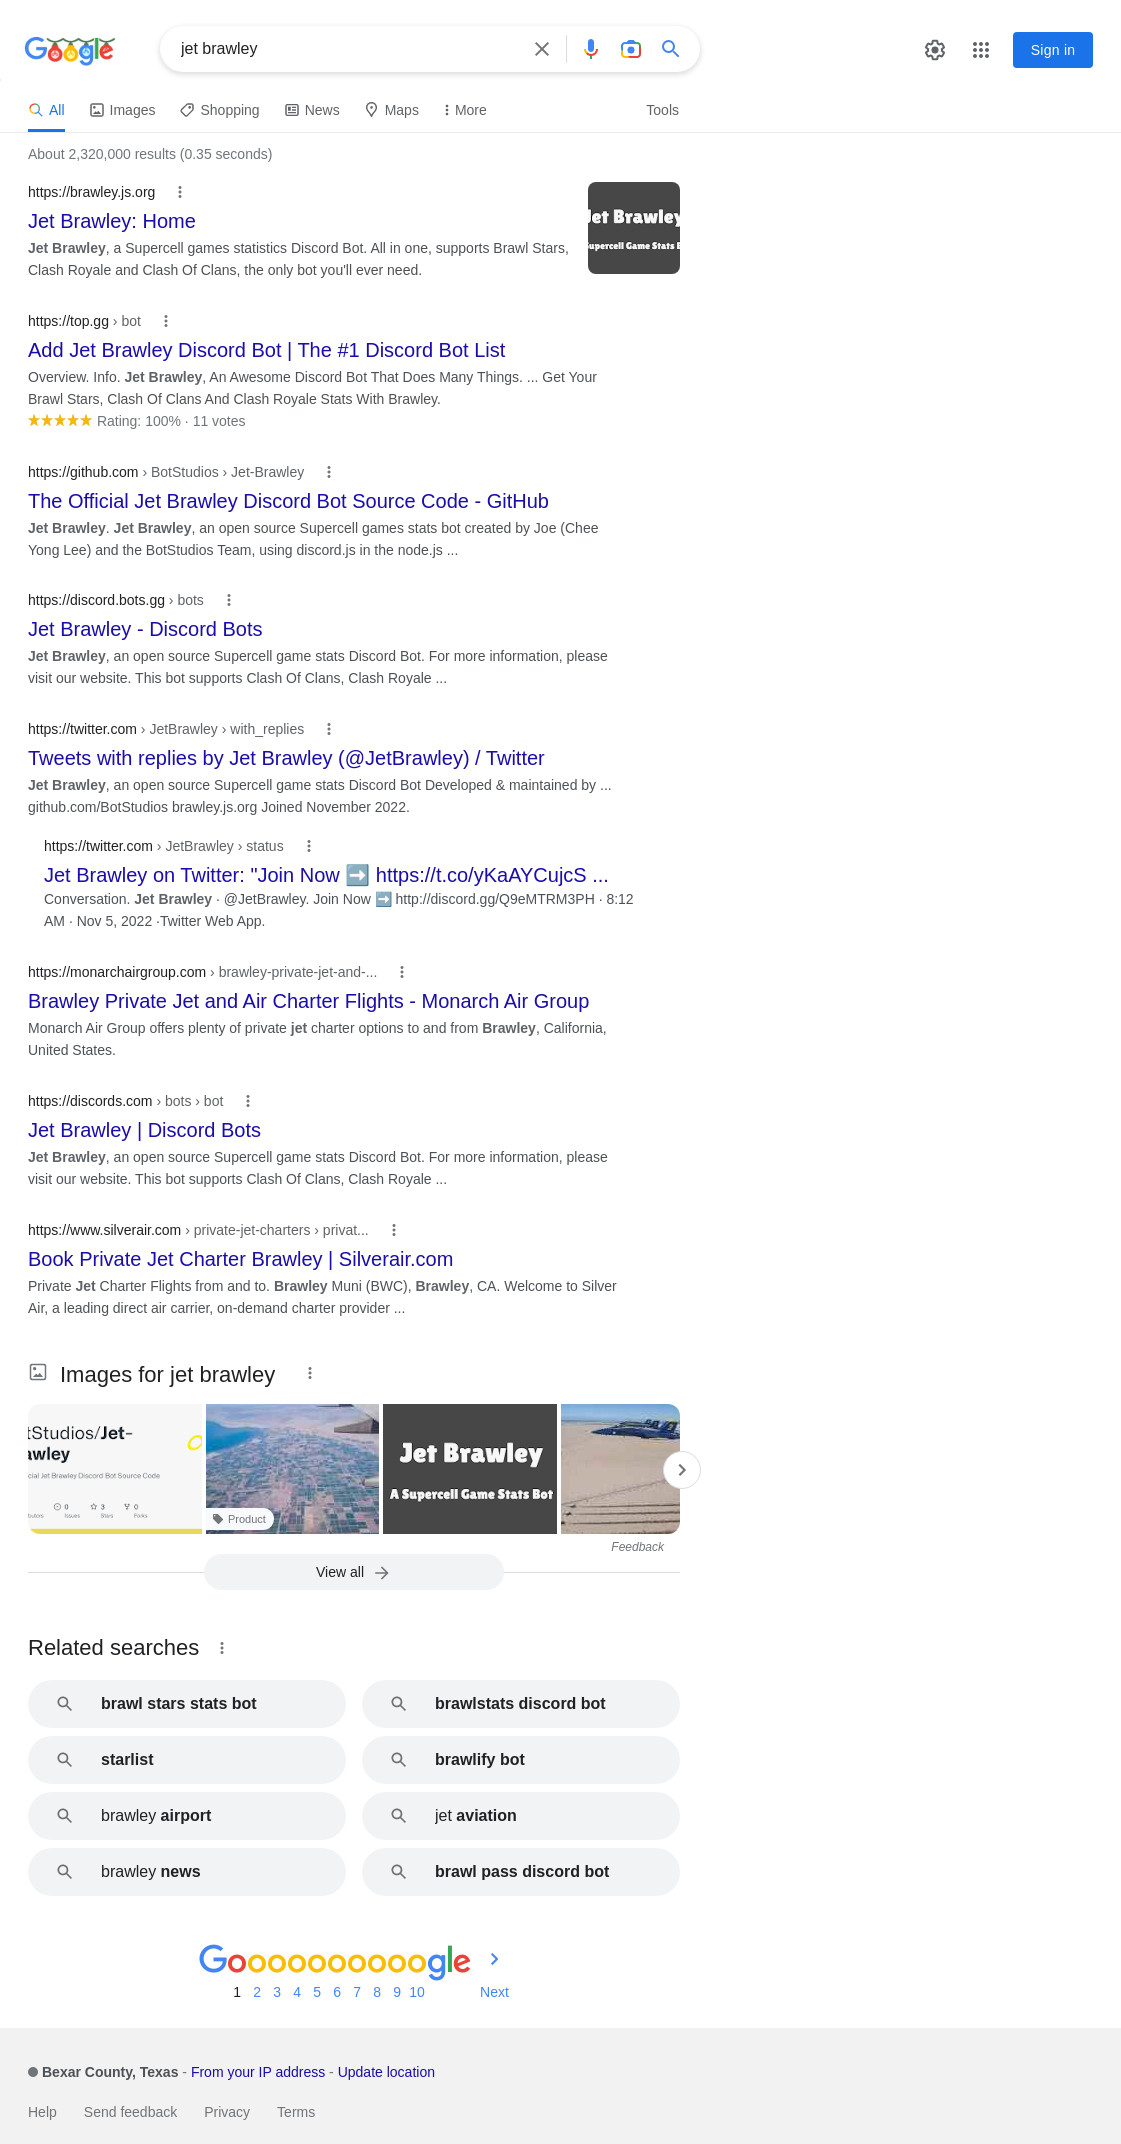 Google
jet brawley
Sign in
All
Images
Shopping
News
Maps
More
Tools
About 2,320,000 results (0.35 seconds)
https://brawley.js.org
Jet Brawley: Home
Jet Brawley, a Supercell games statistics Discord Bot. All in one, supports Brawl Stars,
Clash Royale and Clash Of Clans, the only bot you'll ever need.
Jet Brawley
Supercell Game Stats B
https://top.gg › bot
Add Jet Brawley Discord Bot | The #1 Discord Bot List
Overview. Info. Jet Brawley, An Awesome Discord Bot That Does Many Things. ... Get Your
Brawl Stars, Clash Of Clans And Clash Royale Stats With Brawley.
Rating: 100% · 11 votes
https://github.com › BotStudios › Jet-Brawley
The Official Jet Brawley Discord Bot Source Code - GitHub
Jet Brawley. Jet Brawley, an open source Supercell games stats bot created by Joe (Chee
Yong Lee) and the BotStudios Team, using discord.js in the node.js ...
https://discord.bots.gg › bots
Jet Brawley - Discord Bots
Jet Brawley, an open source Supercell game stats Discord Bot. For more information, please
visit our website. This bot supports Clash Of Clans, Clash Royale ...
https://twitter.com › JetBrawley › with_replies
Tweets with replies by Jet Brawley (@JetBrawley) / Twitter
Jet Brawley, an open source Supercell game stats Discord Bot Developed & maintained by ...
github.com/BotStudios brawley.js.org Joined November 2022.
https://twitter.com › JetBrawley › status
Jet Brawley on Twitter: "Join Now ➡️ https://t.co/yKaAYCujcS ...
Conversation. Jet Brawley · @JetBrawley. Join Now ➡️ http://discord.gg/Q9eMTRM3PH · 8:12
AM · Nov 5, 2022 ·Twitter Web App.
https://monarchairgroup.com › brawley-private-jet-and-...
Brawley Private Jet and Air Charter Flights - Monarch Air Group
Monarch Air Group offers plenty of private jet charter options to and from Brawley, California,
United States.
https://discords.com › bots › bot
Jet Brawley | Discord Bots
Jet Brawley, an open source Supercell game stats Discord Bot. For more information, please
visit our website. This bot supports Clash Of Clans, Clash Royale ...
https://www.silverair.com › private-jet-charters › privat...
Book Private Jet Charter Brawley | Silverair.com
Private Jet Charter Flights from and to. Brawley Muni (BWC), Brawley, CA. Welcome to Silver
Air, a leading direct air carrier, on-demand charter provider ...
Images for jet brawley
tStudios/Jet-
awley
cial Jet Brawley Discord Bot Source Code
0 3 0
butors Issues Stars Forks
Product
Jet Brawley
A Supercell Game Stats Bot
Feedback
View all
Related searches
brawl stars stats bot
brawlstats discord bot
starlist
brawlify bot
brawley airport
jet aviation
brawley news
brawl pass discord bot
Goooooooooogle
1 2 3 4 5 6 7 8 9 10 Next
Bexar County, Texas - From your IP address - Update location
Help Send feedback Privacy Terms